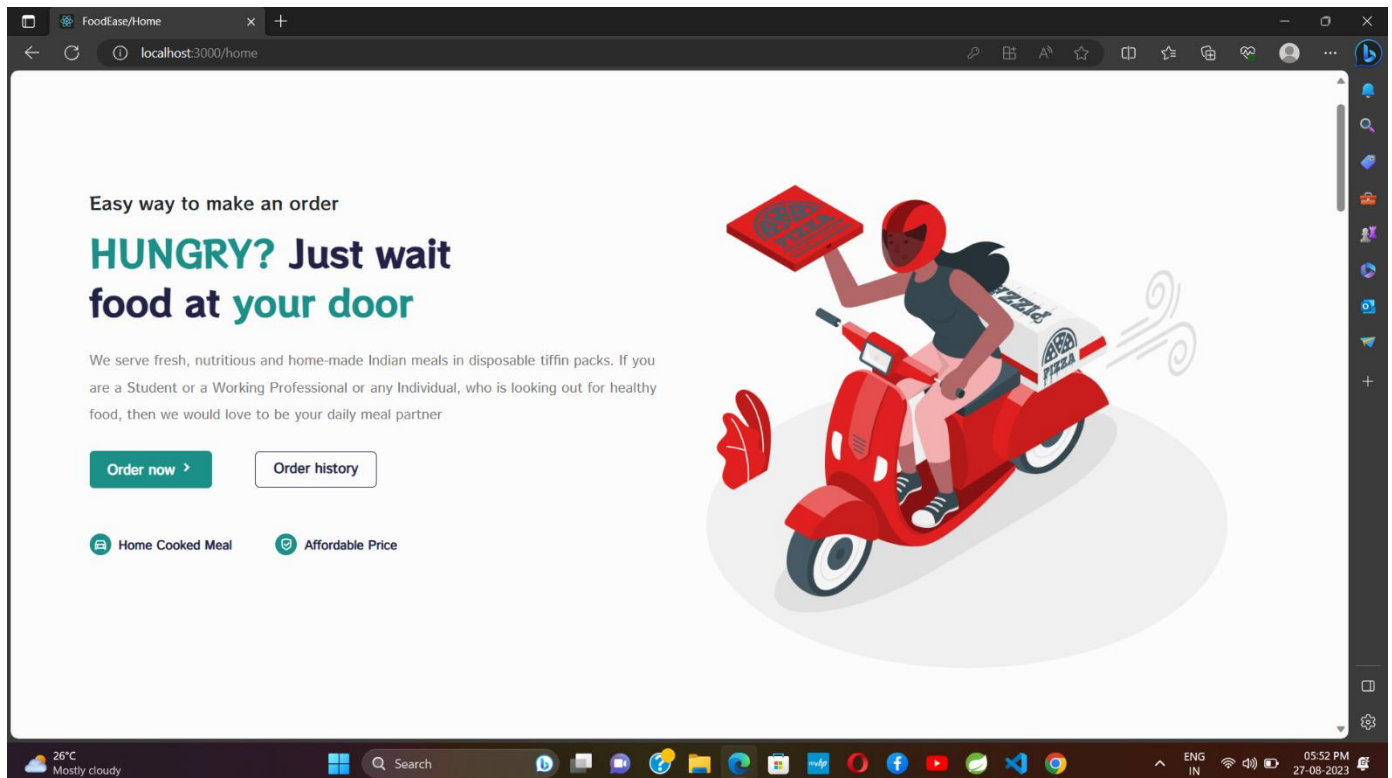 FoodEase/Home
localhost:3000/home
Easy way to make an order
HUNGRY? Just wait
food at your door
We serve fresh, nutritious and home-made Indian meals in disposable tiffin packs. If you
are a Student or a Working Professional or any Individual, who is looking out for healthy
food, then we would love to be your daily meal partner
Order now
Order history
Home Cooked Meal
Affordable Price
PIZZA
PIZZA
PIZZA
26°C
Mostly cloudy
Search
ENG
IN
05:52 PM
27-08-2023